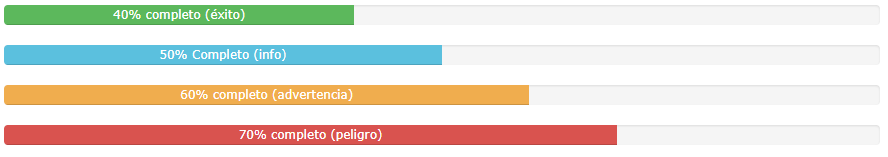 40% completo (éxito)
50% Completo (info)
60% completo (advertencia)
70% completo (peligro)